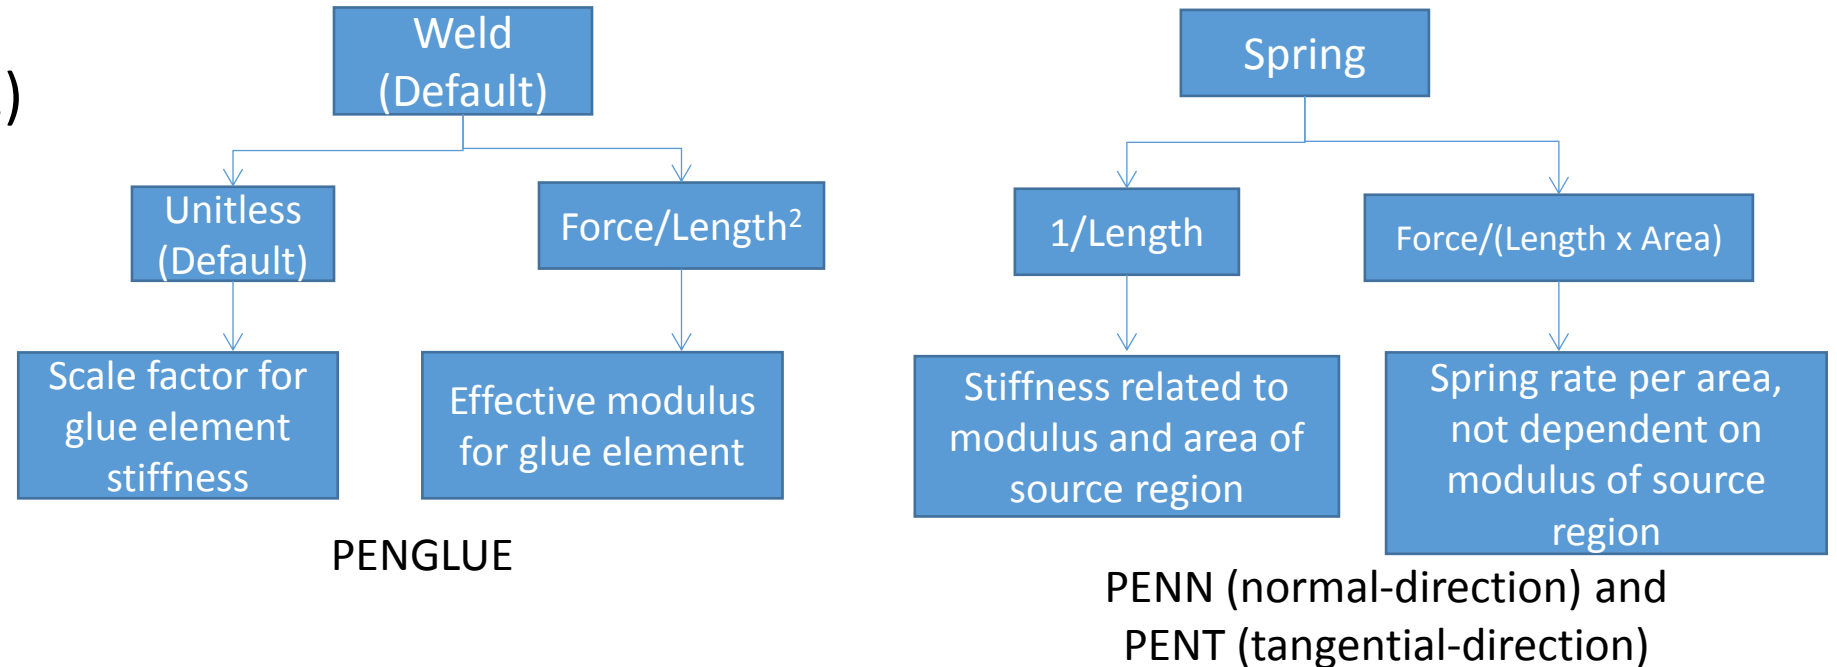 )
Weld
(Default)
Unitless
(Default)
Force/Length²
Scale factor for
glue element
stiffness
Effective modulus
for glue element
PENGLUE
Spring
1/Length
Force/(Length x Area)
Stiffness related to
modulus and area of
source region
Spring rate per area,
not dependent on
modulus of source
region
PENN (normal-direction) and
PENT (tangential-direction)